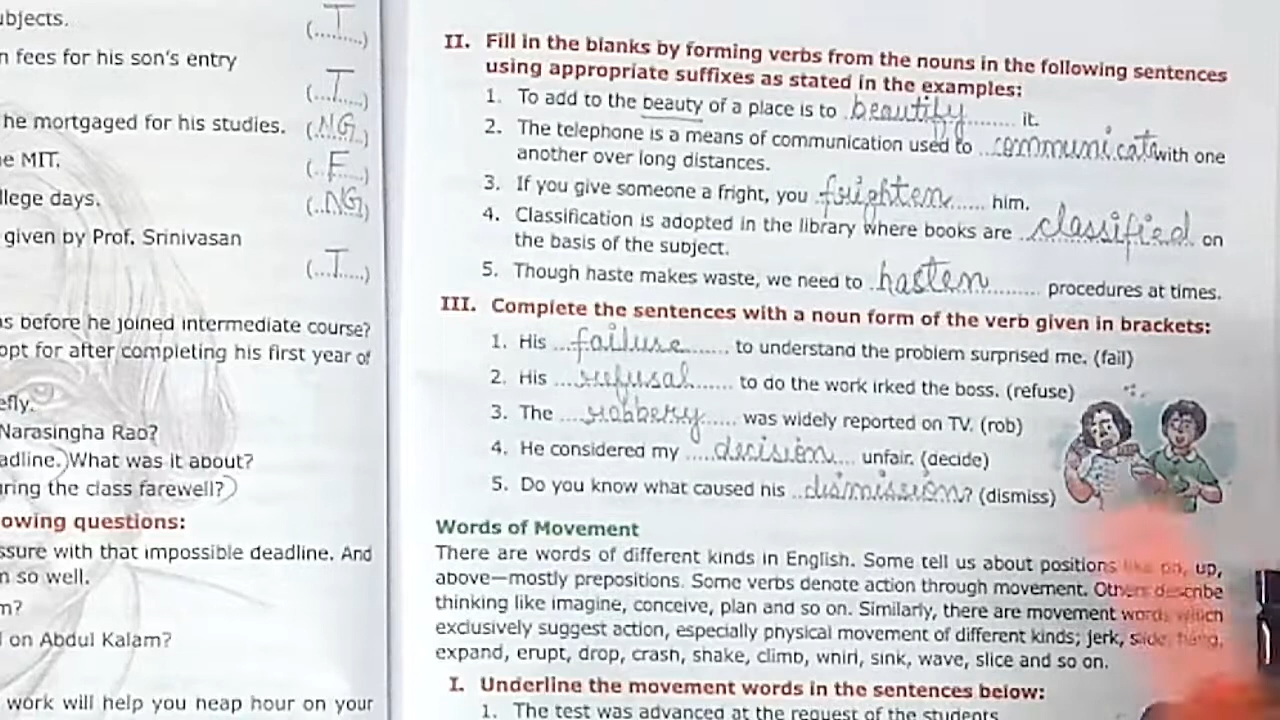 ubjects.
(...T...)
n fees for his son's entry
(...T...)
he mortgaged for his studies. (..NG..)
e MIT. (..F..)
llege days. (..NG)
given by Prof. Srinivasan
(...T...)
as before he joined intermediate course?
opt for after completing his first year of
efly.
Narasingha Rao?
adline. What was it about?
uring the class farewell?
owing questions:
ssure with that impossible deadline. And
n so well.
m?
l on Abdul Kalam?
work will help you heap hour on your
II. Fill in the blanks by forming verbs from the nouns in the following sentences
using appropriate suffixes as stated in the examples:
1. To add to the beauty of a place is to beautify it.
2. The telephone is a means of communication used to communicate with one
another over long distances.
3. If you give someone a fright, you frighten him.
4. Classification is adopted in the library where books are classified on
the basis of the subject.
5. Though haste makes waste, we need to hasten procedures at times.
III. Complete the sentences with a noun form of the verb given in brackets:
1. His failure to understand the problem surprised me. (fail)
2. His refusal to do the work irked the boss. (refuse)
3. The robbery was widely reported on TV. (rob)
4. He considered my decision unfair. (decide)
5. Do you know what caused his dismission? (dismiss)
Words of Movement
There are words of different kinds in English. Some tell us about positions like on, up,
above—mostly prepositions. Some verbs denote action through movement. Others describe
thinking like imagine, conceive, plan and so on. Similarly, there are movement words which
exclusively suggest action, especially physical movement of different kinds; jerk, slide, hang,
expand, erupt, drop, crash, shake, climb, whirl, sink, wave, slice and so on.
I. Underline the movement words in the sentences below:
1. The test was advanced at the request of the students.